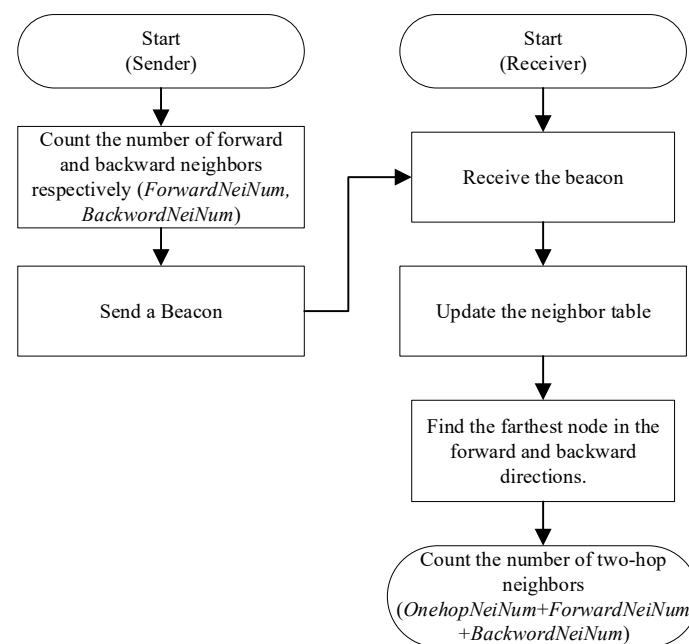 Start
(Sender)
Count the number of forward
and backward neighbors
respectively (ForwardNeiNum,
BackwordNeiNum)
Send a Beacon
Start
(Receiver)
Receive the beacon
Update the neighbor table
Find the farthest node in the
forward and backward
directions.
Count the number of two-hop
neighbors
(OnehopNeiNum+ForwardNeiNum
+BackwordNeiNum)